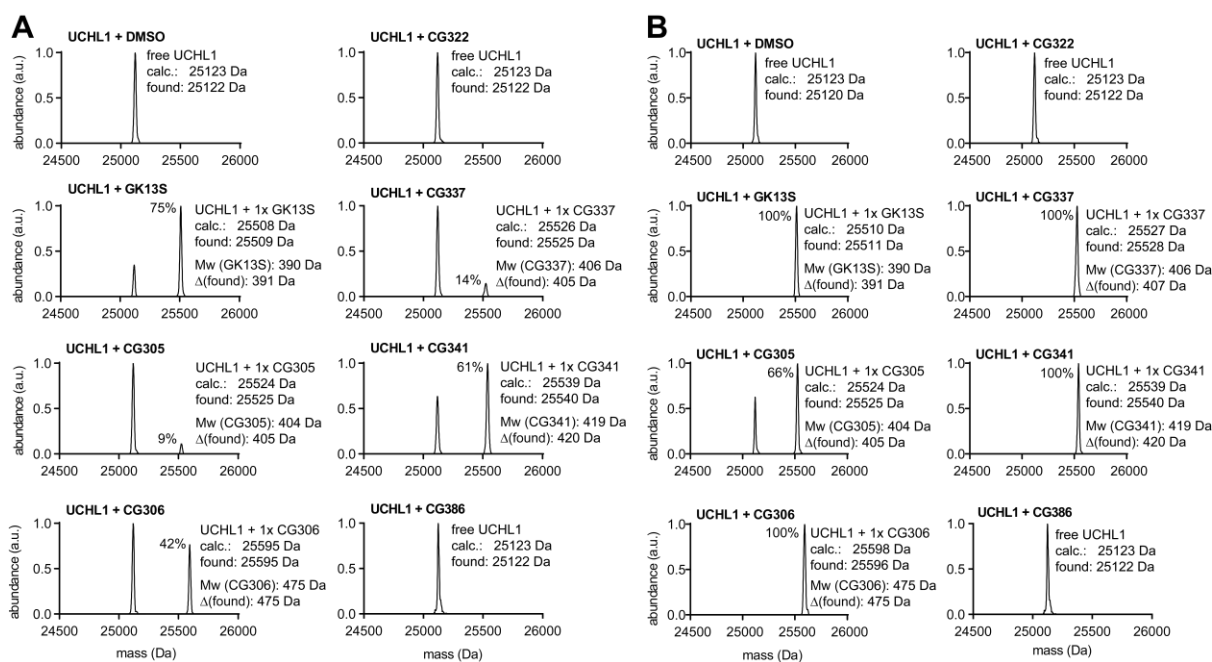 A
UCHL1 + DMSO
abundance (a.u.)
1.0
0.5
0.0
free UCHL1
calc.: 25123 Da
found: 25122 Da
24500 25000 25500 26000
UCHL1 + CG322
1.0
0.5
0.0
free UCHL1
calc.: 25123 Da
found: 25122 Da
24500 25000 25500 26000
UCHL1 + GK13S
abundance (a.u.)
1.0
0.5
0.0
75%
UCHL1 + 1x GK13S
calc.: 25508 Da
found: 25509 Da
Mw (GK13S): 390 Da
Δ(found): 391 Da
24500 25000 25500 26000
UCHL1 + CG337
1.0
0.5
0.0
14%
UCHL1 + 1x CG337
calc.: 25526 Da
found: 25525 Da
Mw (CG337): 406 Da
Δ(found): 405 Da
24500 25000 25500 26000
UCHL1 + CG305
abundance (a.u.)
1.0
0.5
0.0
9%
UCHL1 + 1x CG305
calc.: 25524 Da
found: 25525 Da
Mw (CG305): 404 Da
Δ(found): 405 Da
24500 25000 25500 26000
UCHL1 + CG341
1.0
0.5
0.0
61%
UCHL1 + 1x CG341
calc.: 25539 Da
found: 25540 Da
Mw (CG341): 419 Da
Δ(found): 420 Da
24500 25000 25500 26000
UCHL1 + CG306
abundance (a.u.)
1.0
0.5
0.0
42%
UCHL1 + 1x CG306
calc.: 25595 Da
found: 25595 Da
Mw (CG306): 475 Da
Δ(found): 475 Da
24500 25000 25500 26000
mass (Da)
UCHL1 + CG386
1.0
0.5
0.0
free UCHL1
calc.: 25123 Da
found: 25122 Da
24500 25000 25500 26000
mass (Da)
B
UCHL1 + DMSO
abundance (a.u.)
1.0
0.5
0.0
free UCHL1
calc.: 25123 Da
found: 25120 Da
24500 25000 25500 26000
UCHL1 + CG322
1.0
0.5
0.0
free UCHL1
calc.: 25123 Da
found: 25122 Da
24500 25000 25500 26000
UCHL1 + GK13S
abundance (a.u.)
1.0
0.5
0.0
100%
UCHL1 + 1x GK13S
calc.: 25510 Da
found: 25511 Da
Mw (GK13S): 390 Da
Δ(found): 391 Da
24500 25000 25500 26000
UCHL1 + CG337
1.0
0.5
0.0
100%
UCHL1 + 1x CG337
calc.: 25527 Da
found: 25528 Da
Mw (CG337): 406 Da
Δ(found): 407 Da
24500 25000 25500 26000
UCHL1 + CG305
abundance (a.u.)
1.0
0.5
0.0
66%
UCHL1 + 1x CG305
calc.: 25524 Da
found: 25525 Da
Mw (CG305): 404 Da
Δ(found): 405 Da
24500 25000 25500 26000
UCHL1 + CG341
1.0
0.5
0.0
100%
UCHL1 + 1x CG341
calc.: 25539 Da
found: 25540 Da
Mw (CG341): 419 Da
Δ(found): 420 Da
24500 25000 25500 26000
UCHL1 + CG306
abundance (a.u.)
1.0
0.5
0.0
100%
UCHL1 + 1x CG306
calc.: 25598 Da
found: 25596 Da
Mw (CG306): 475 Da
Δ(found): 475 Da
24500 25000 25500 26000
mass (Da)
UCHL1 + CG386
1.0
0.5
0.0
free UCHL1
calc.: 25123 Da
found: 25122 Da
24500 25000 25500 26000
mass (Da)